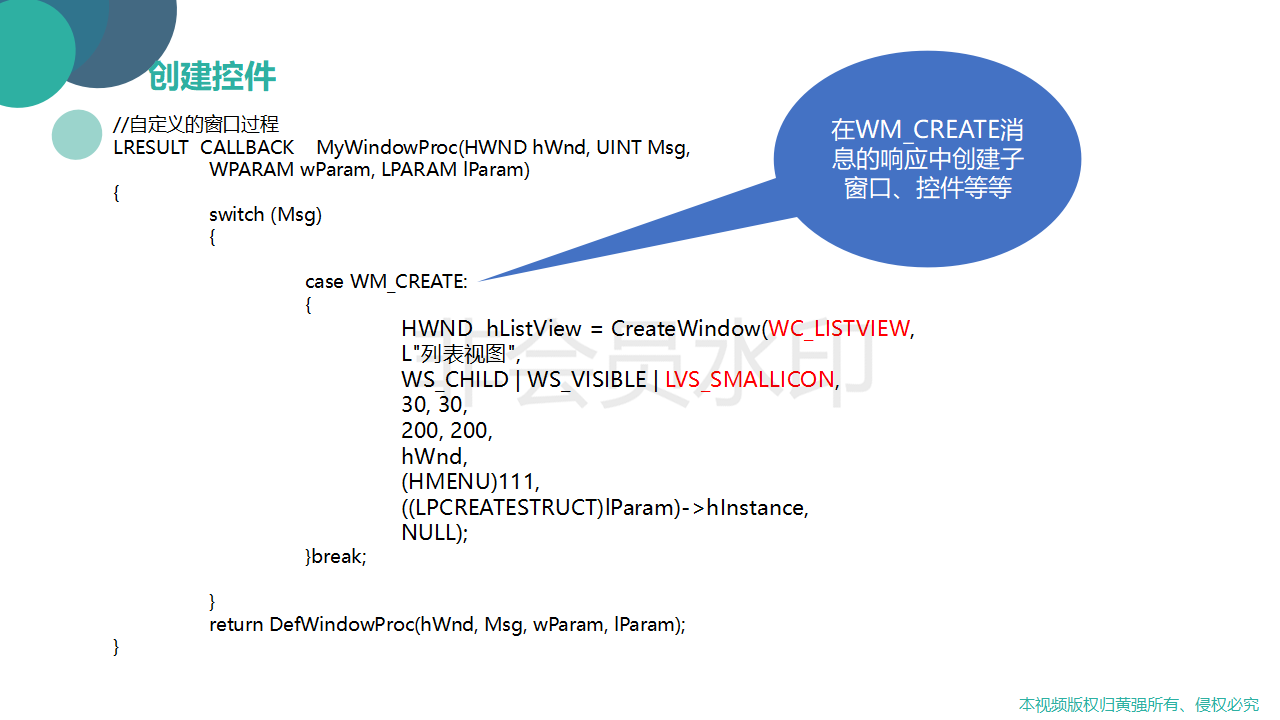 创建控件
//自定义的窗口过程
LRESULT CALLBACK MyWindowProc(HWND hWnd, UINT Msg,
WPARAM wParam, LPARAM lParam)
{
switch (Msg)
{
case WM_CREATE:
{
HWND hListView = CreateWindow(WC_LISTVIEW,
L"列表视图",
WS_CHILD | WS_VISIBLE | LVS_SMALLICON,
30, 30,
200, 200,
hWnd,
(HMENU)111,
((LPCREATESTRUCT)lParam)->hInstance,
NULL);
}break;
}
return DefWindowProc(hWnd, Msg, wParam, lParam);
}
在WM_CREATE消
息的响应中创建子
窗口、控件等等
非会员水印
本视频版权归黄强所有、侵权必究